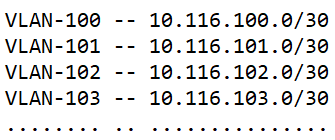 VLAN-100 -- 10.116.100.0/30
VLAN-101 -- 10.116.101.0/30
VLAN-102 -- 10.116.102.0/30
VLAN-103 -- 10.116.103.0/30
........ .. ...............